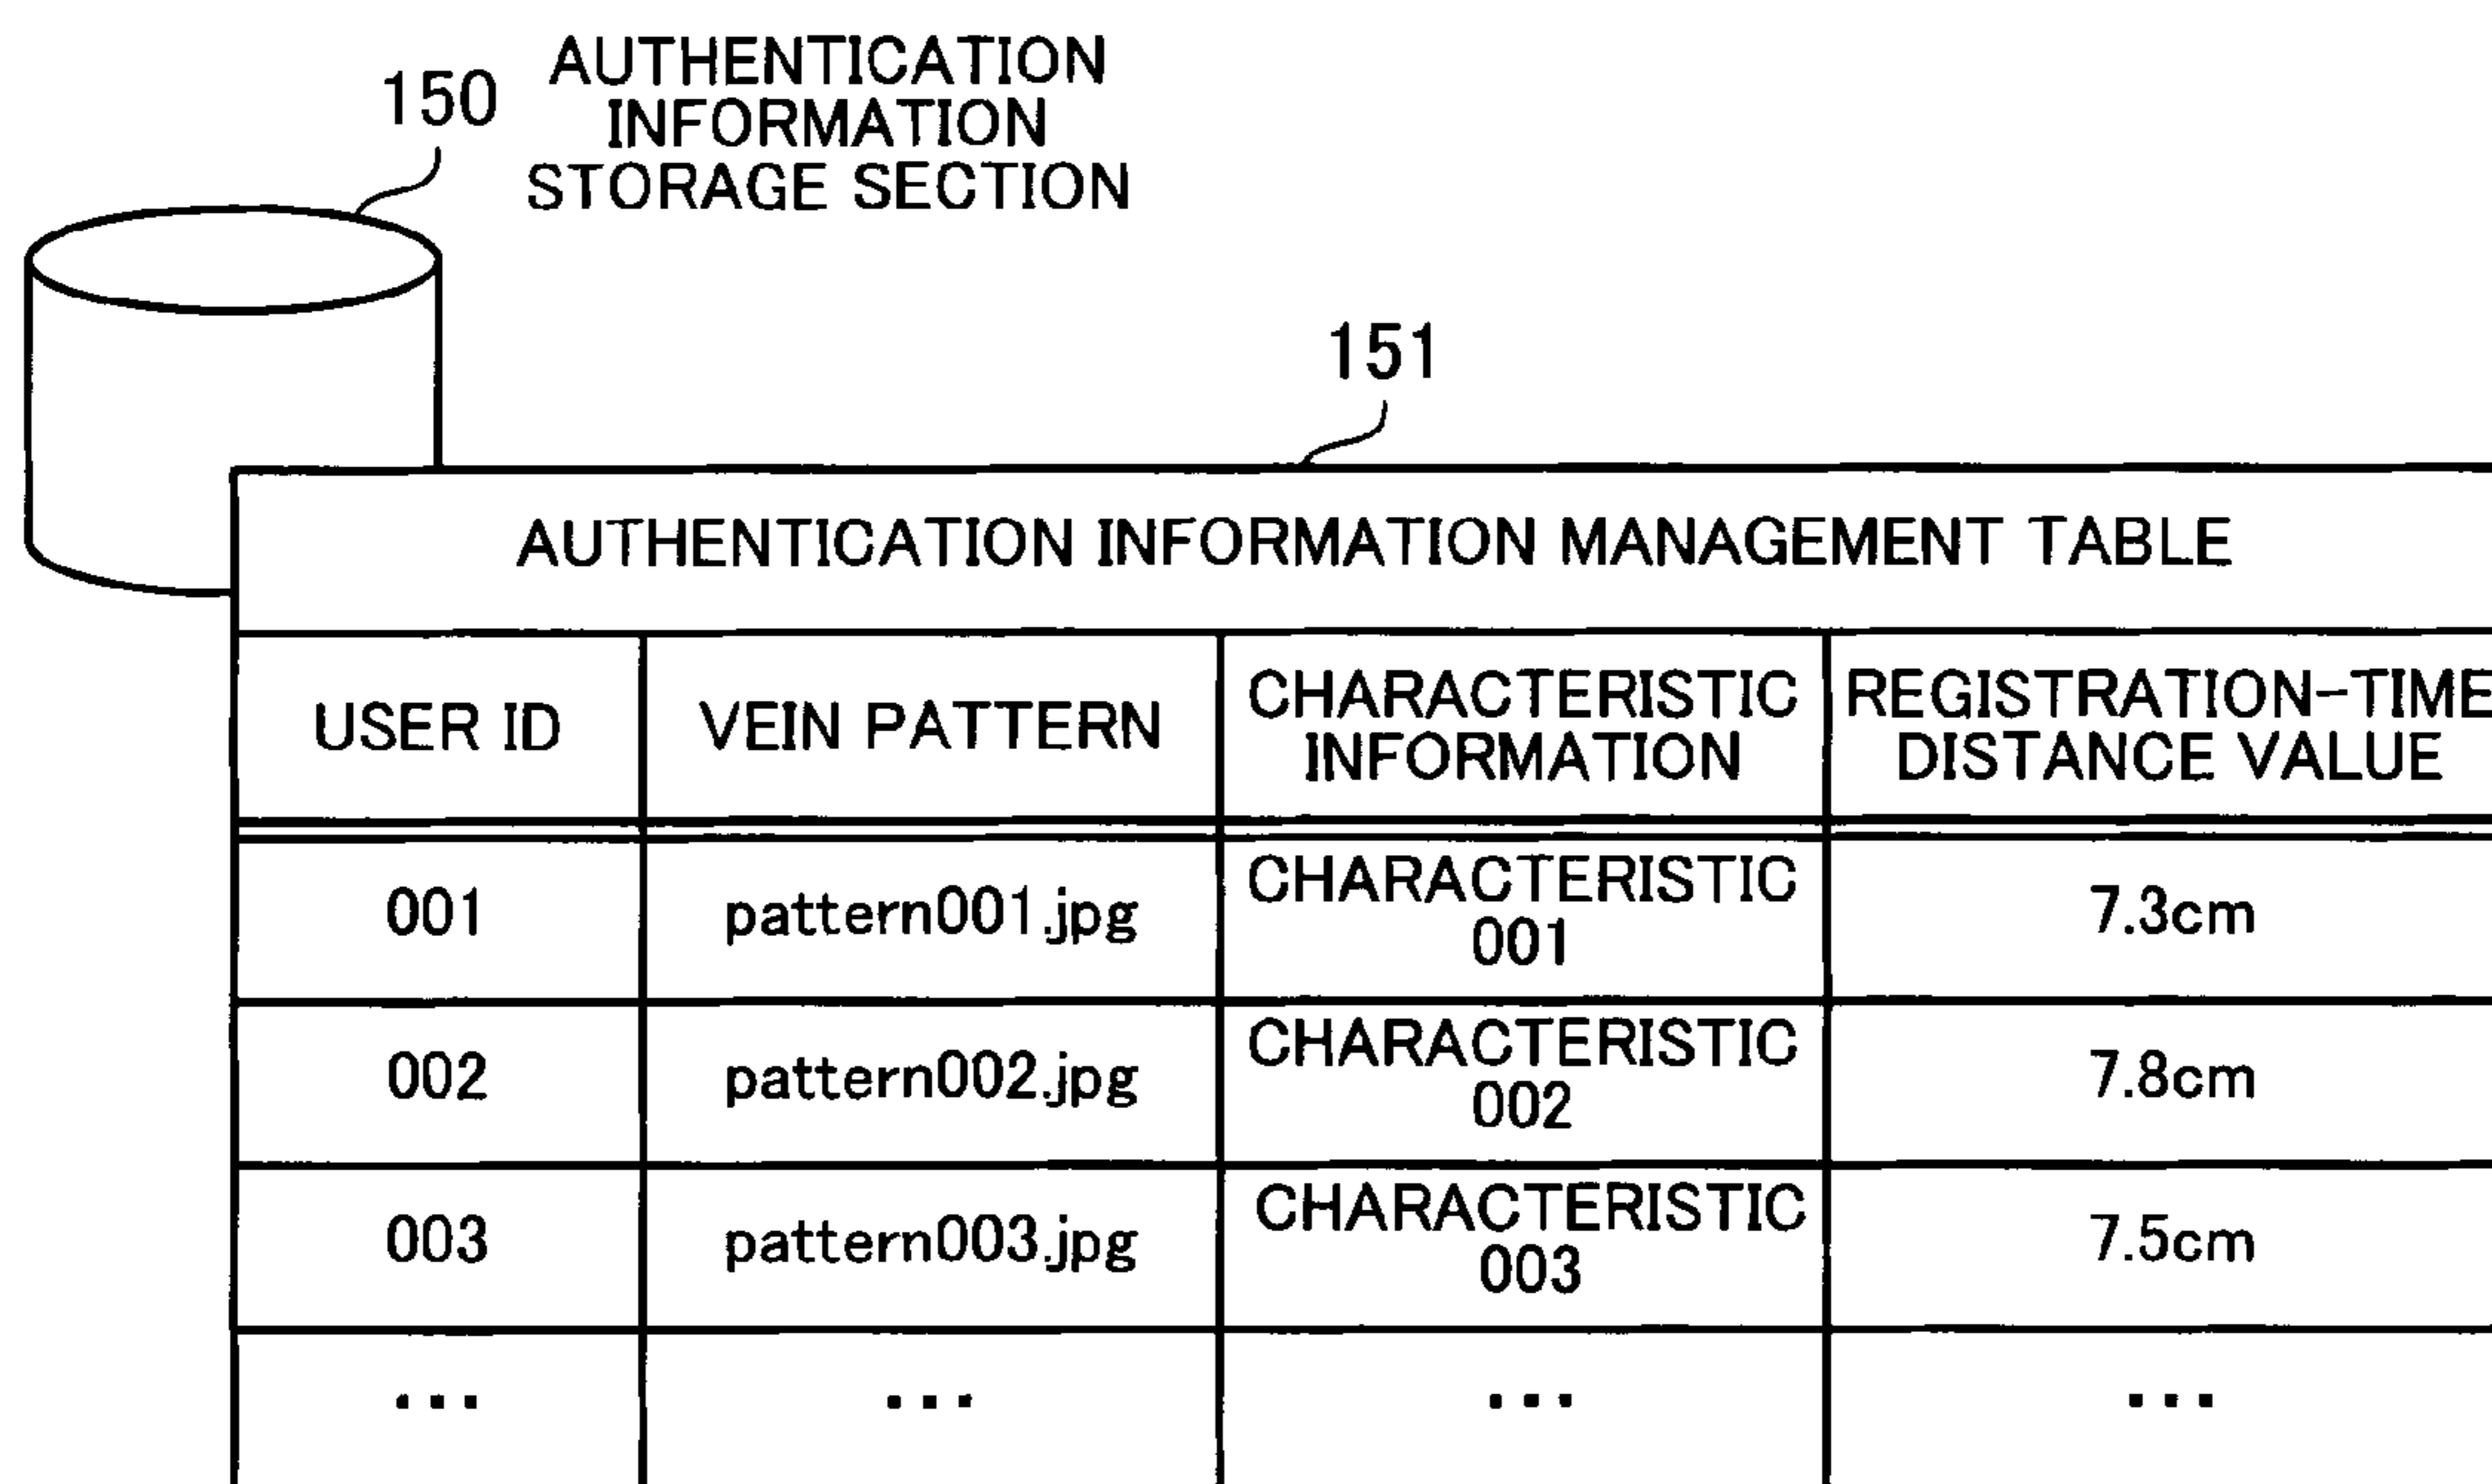 150
AUTHENTICATION
INFORMATION
STORAGE SECTION
151
AUTHENTICATION INFORMATION MANAGEMENT TABLE
USER ID
VEIN PATTERN
CHARACTERISTIC
INFORMATION
REGISTRATION-TIME
DISTANCE VALUE
001
pattern001.jpg
CHARACTERISTIC
001
7.3cm
002
pattern002.jpg
CHARACTERISTIC
002
7.8cm
003
pattern003.jpg
CHARACTERISTIC
003
7.5cm
... ... ... ...